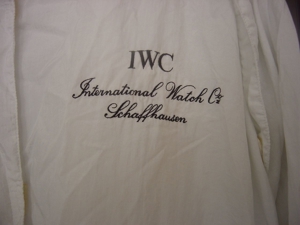 IWC
International Watch Co.
Schaffhausen